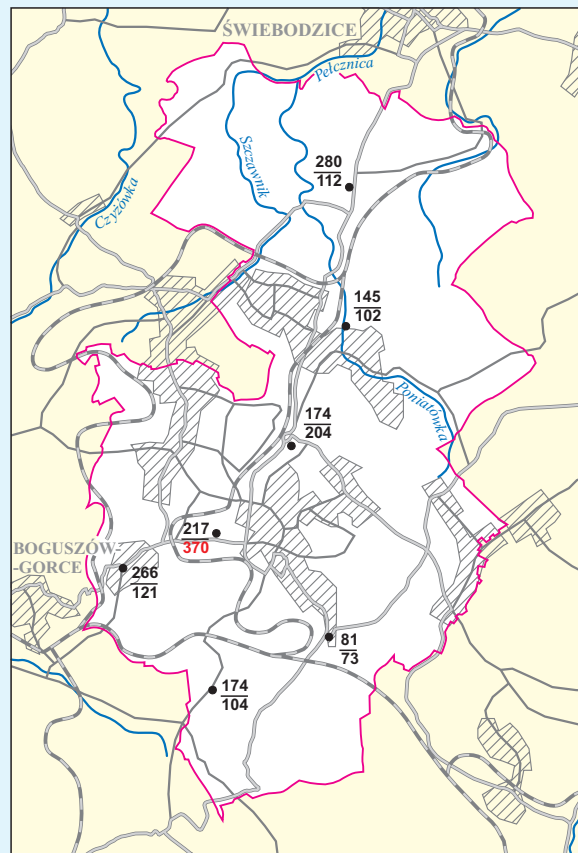 ŚWIEBODZICE
Pełcznica
Szczawnik
Czyżówka
280
112
145
102
Poniatówka
174
204
217
370
BOGUSZÓW-
-GORCE
266
121
81
73
174
104